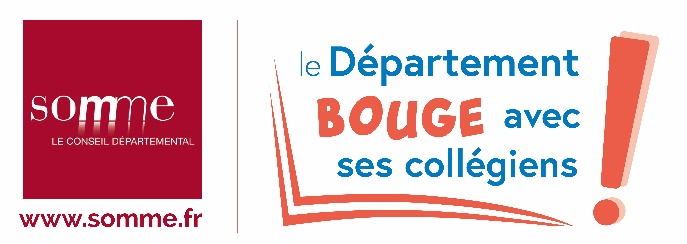 somme
LE CONSEIL DÉPARTEMENTAL
www.somme.fr
le Département
BOUGE avec
ses collégiens !